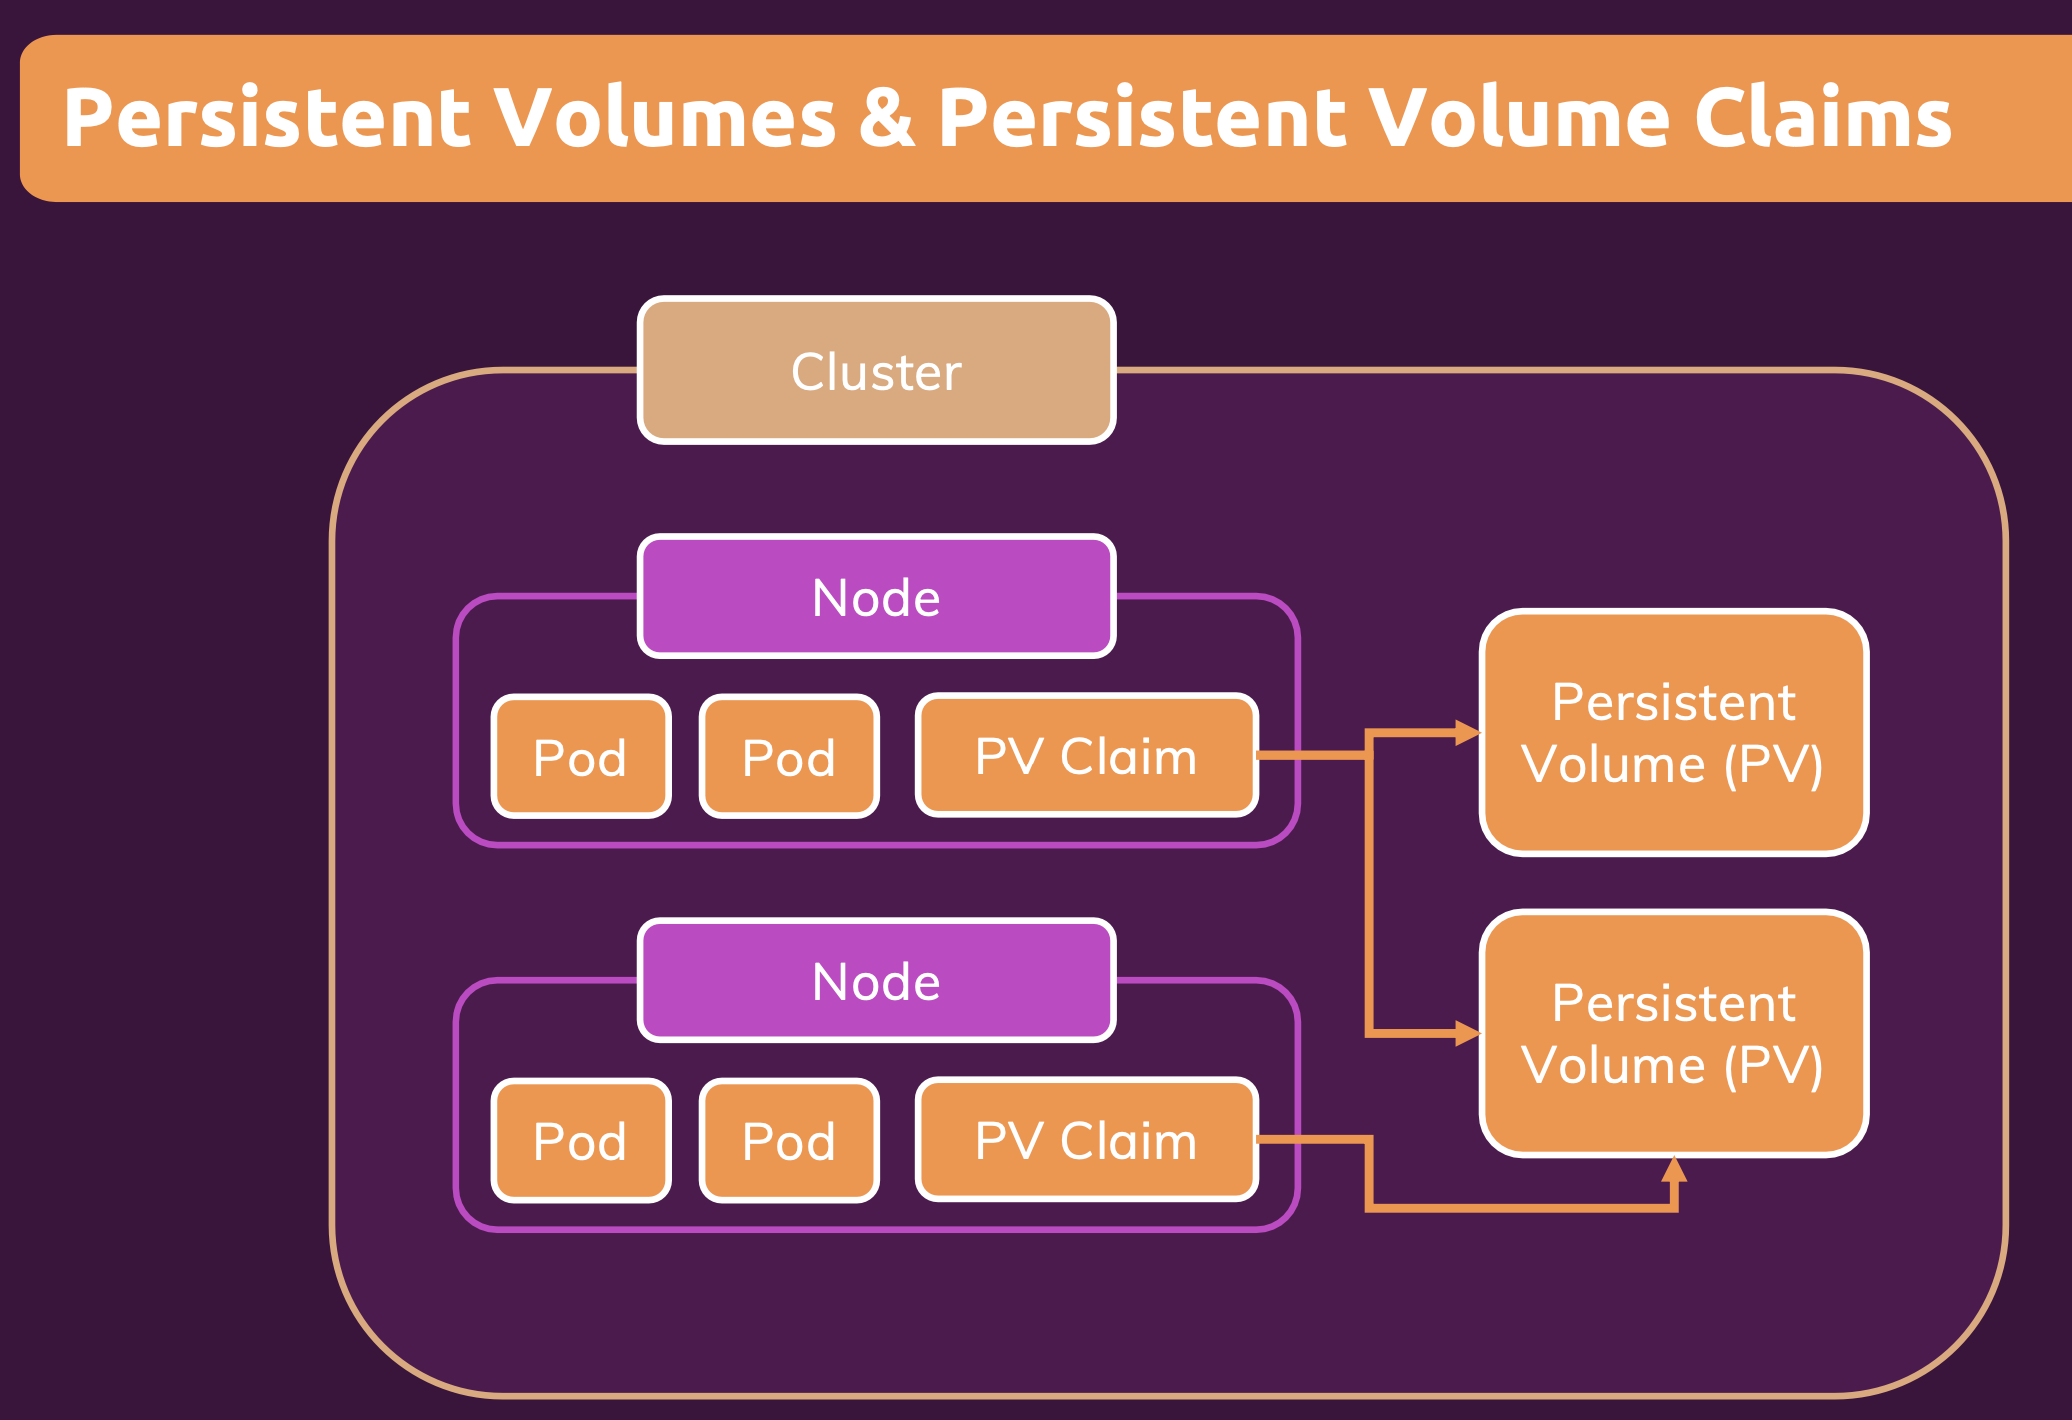 Persistent Volumes & Persistent Volume Claims
Cluster
Node
Pod
Pod
PV Claim
Persistent
Volume (PV)
Node
Pod
Pod
PV Claim
Persistent
Volume (PV)